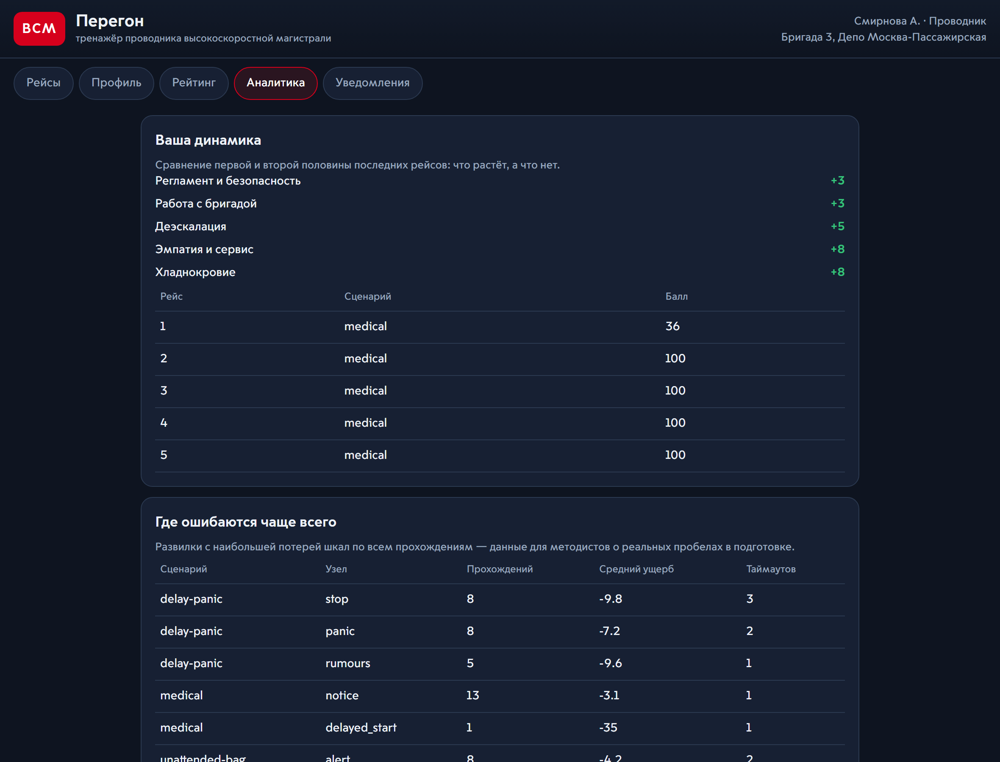 ВСМ
Перегон
тренажёр проводника высокоскоростной магистрали
Смирнова А. · Проводник
Бригада 3, Депо Москва-Пассажирская
Рейсы Профиль Рейтинг Аналитика Уведомления
Ваша динамика
Сравнение первой и второй половины последних рейсов: что растёт, а что нет.
Регламент и безопасность +3
Работа с бригадой +3
Деэскалация +5
Эмпатия и сервис +8
Хладнокровие +8
Рейс Сценарий Балл
1 medical 36
2 medical 100
3 medical 100
4 medical 100
5 medical 100
Где ошибаются чаще всего
Развилки с наибольшей потерей шкал по всем прохождениям — данные для методистов о реальных пробелах в подготовке.
Сценарий Узел Прохождений Средний ущерб Таймаутов
delay-panic stop 8 -9.8 3
delay-panic panic 8 -7.2 2
delay-panic rumours 5 -9.6 1
medical notice 13 -3.1 1
medical delayed_start 1 -35 1
unattended-bag alert 8 -4.2 2